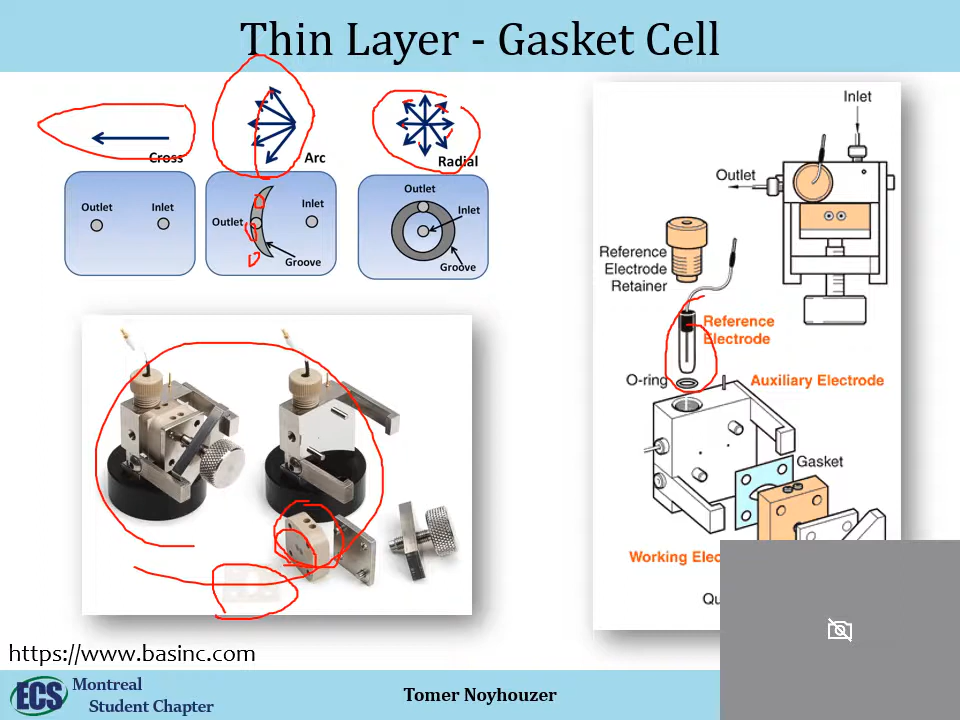 Thin Layer - Gasket Cell
Cross
Arc
Radial
Outlet
Inlet
Outlet
Inlet
Groove
Outlet
Inlet
Groove
Inlet
Outlet
Reference
Electrode
Retainer
Reference
Electrode
O-ring
Auxiliary Electrode
Gasket
Working
https://www.basinc.com
ECS Montreal
Student Chapter
Tomer Noyhouzer